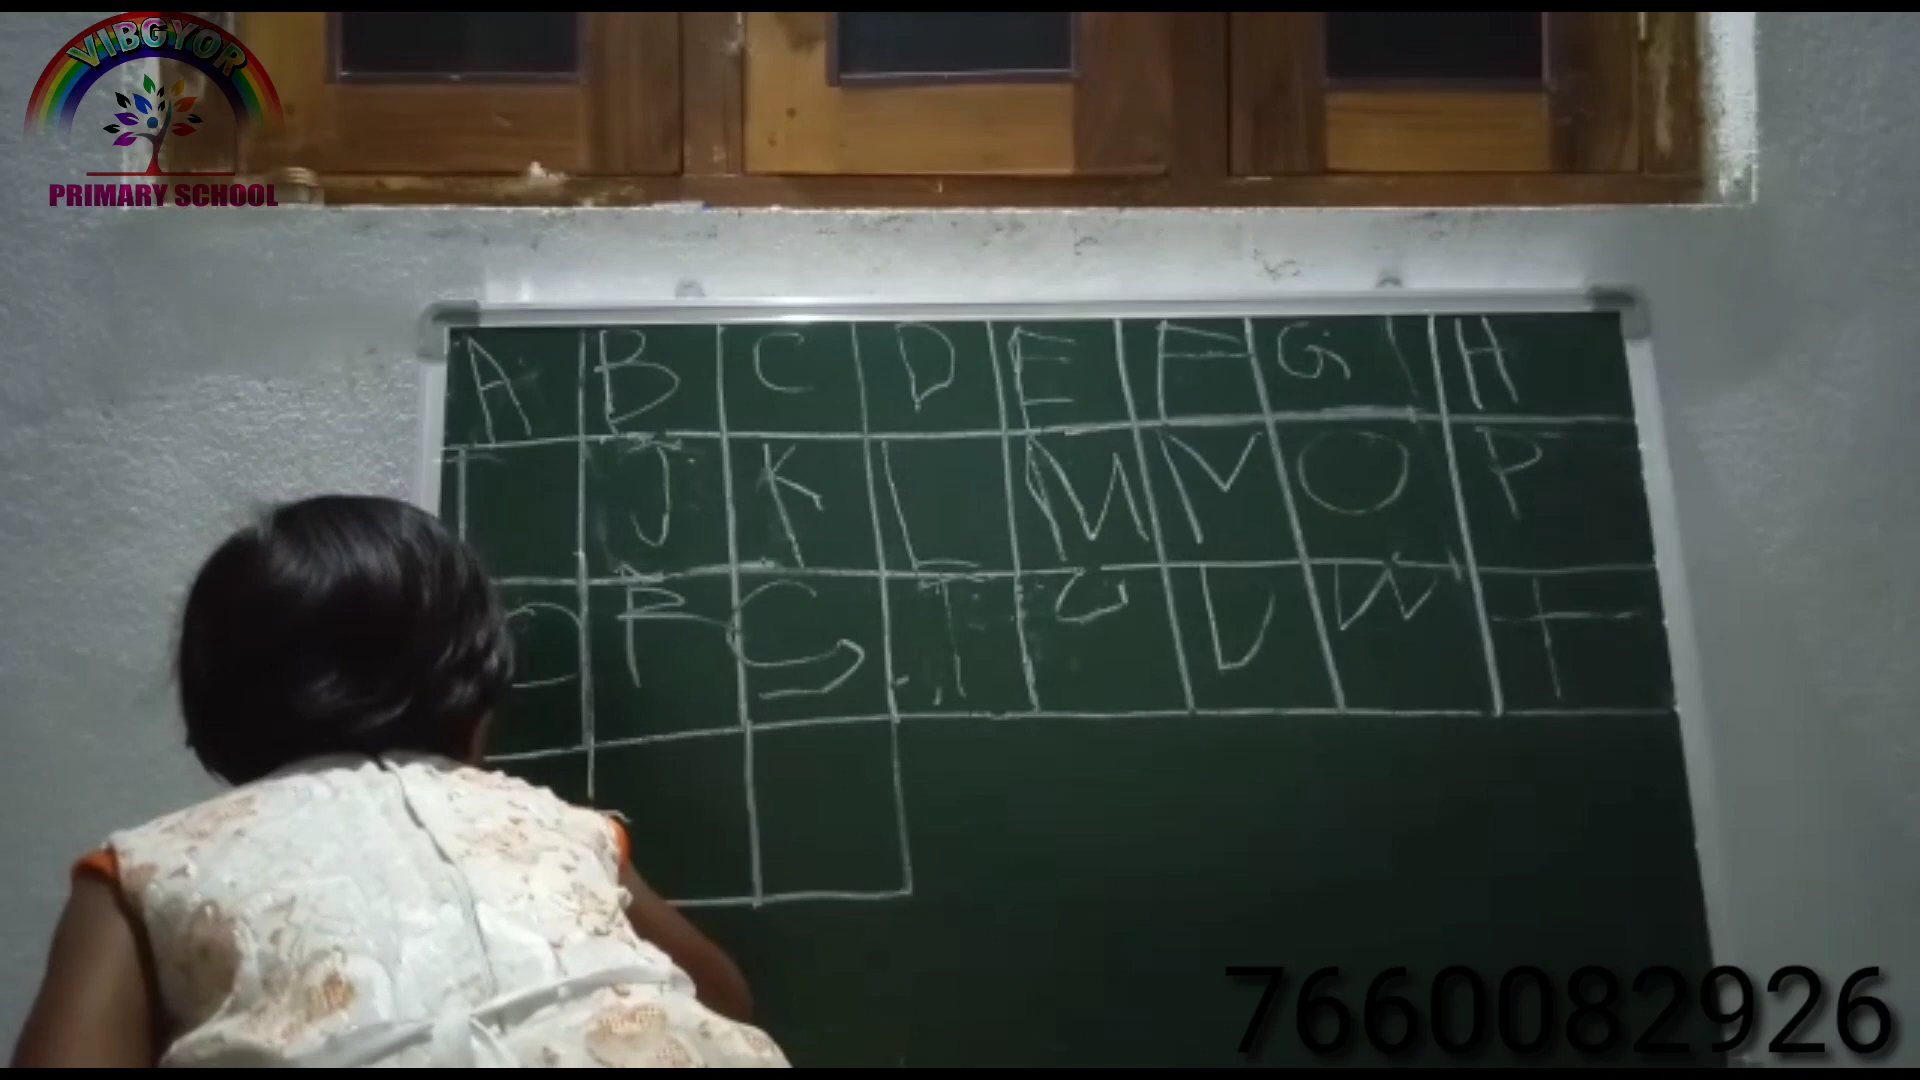 VIBGYOR
PRIMARY SCHOOL
A B C D E F G H
I J K L M N O P
Q R S T U V W X
7660082926